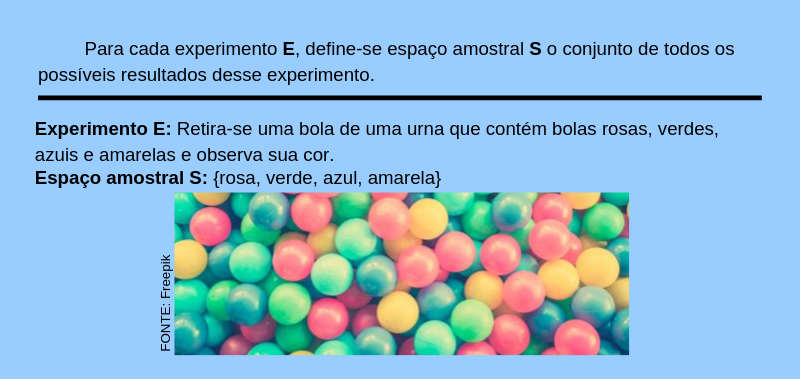 Para cada experimento E, define-se espaço amostral S o conjunto de todos os
possíveis resultados desse experimento.
Experimento E: Retira-se uma bola de uma urna que contém bolas rosas, verdes,
azuis e amarelas e observa sua cor.
Espaço amostral S: {rosa, verde, azul, amarela}
FONTE: Freepik